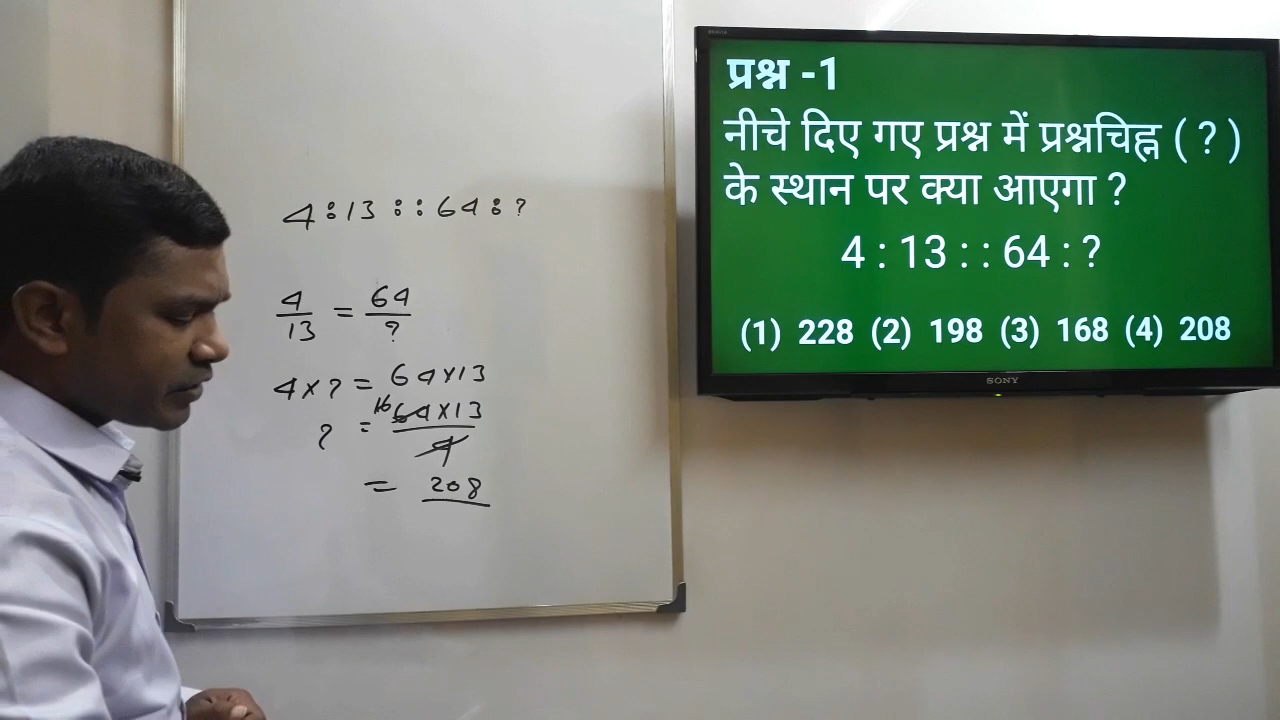 4 : 13 : : 64 : ?
4/13 = 64/?
4 × ? = 64 × 13
? = 16 64 × 13 / 4
= 208
प्रश्न -1
नीचे दिए गए प्रश्न में प्रश्नचिह्न ( ? )
के स्थान पर क्या आएगा ?
4 : 13 : : 64 : ?
(1) 228 (2) 198 (3) 168 (4) 208
SONY